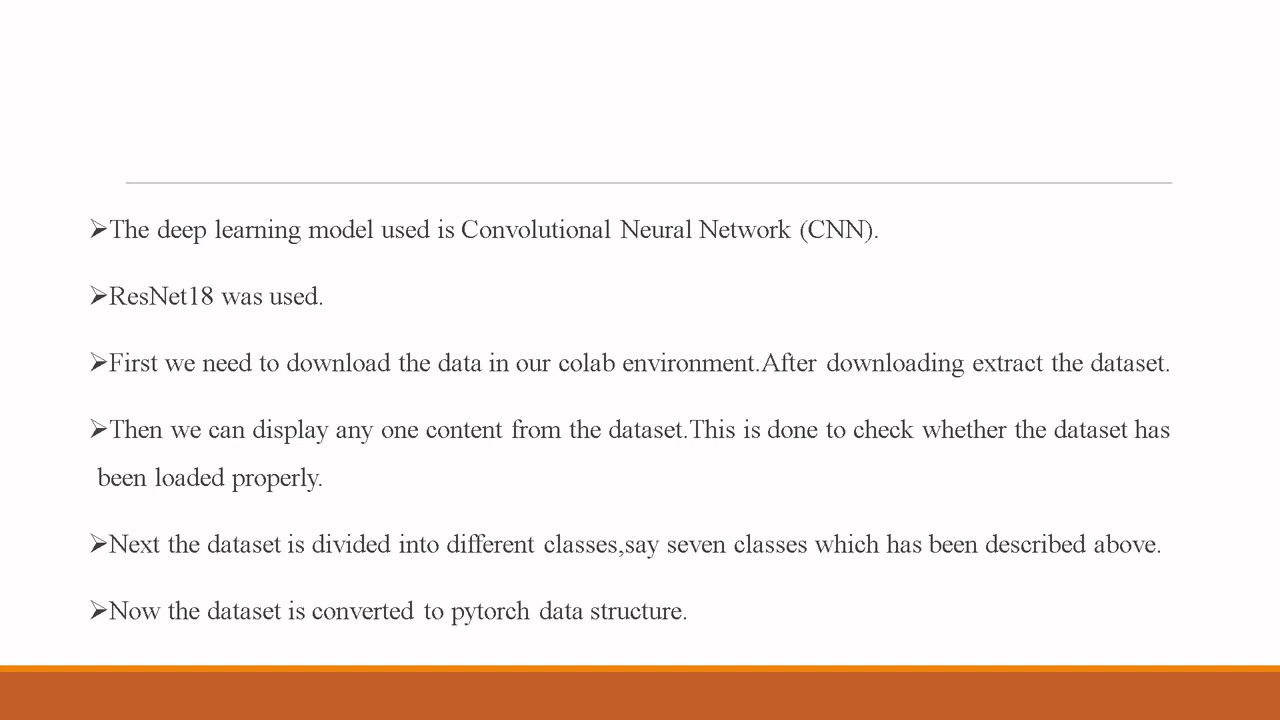 ➢The deep learning model used is Convolutional Neural Network (CNN).
➢ResNet18 was used.
➢First we need to download the data in our colab environment.After downloading extract the dataset.
➢Then we can display any one content from the dataset.This is done to check whether the dataset has
been loaded properly.
➢Next the dataset is divided into different classes,say seven classes which has been described above.
➢Now the dataset is converted to pytorch data structure.